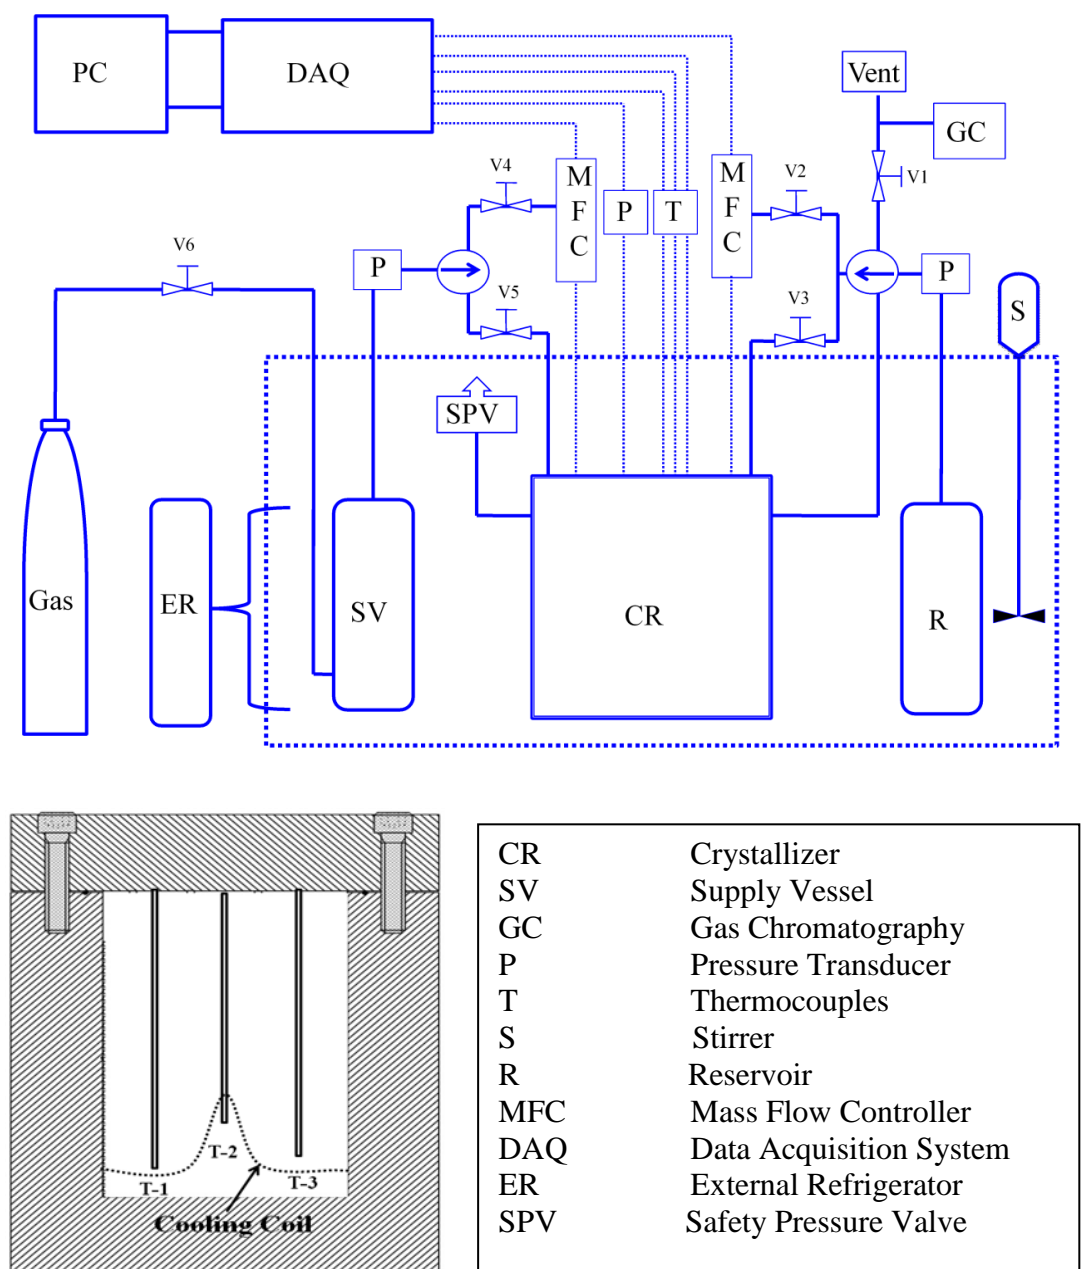 PC
DAQ
Vent
GC
V4
M
F
C
P
T
M
F
C
V2
V1
V6
P
V5
V3
P
S
SPV
Gas
ER
SV
CR
R
T-1
T-2
T-3
Cooling Coil
CR Crystallizer
SV Supply Vessel
GC Gas Chromatography
P Pressure Transducer
T Thermocouples
S Stirrer
R Reservoir
MFC Mass Flow Controller
DAQ Data Acquisition System
ER External Refrigerator
SPV Safety Pressure Valve